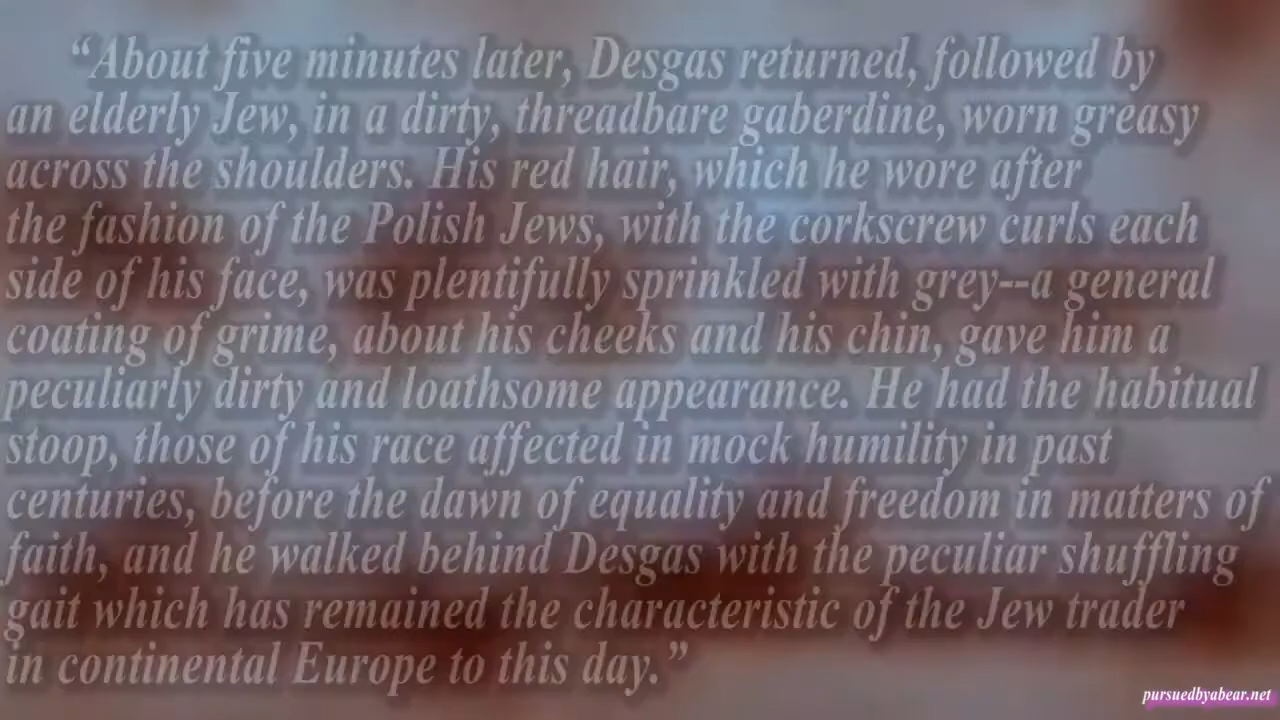 “About five minutes later, Desgas returned, followed by
an elderly Jew, in a dirty, threadbare gaberdine, worn greasy
across the shoulders. His red hair, which he wore after
the fashion of the Polish Jews, with the corkscrew curls each
side of his face, was plentifully sprinkled with grey--a general
coating of grime, about his cheeks and his chin, gave him a
peculiarly dirty and loathsome appearance. He had the habitual
stoop, those of his race affected in mock humility in past
centuries, before the dawn of equality and freedom in matters of
faith, and he walked behind Desgas with the peculiar shuffling
gait which has remained the characteristic of the Jew trader
in continental Europe to this day.”
pursuedbyabear.net